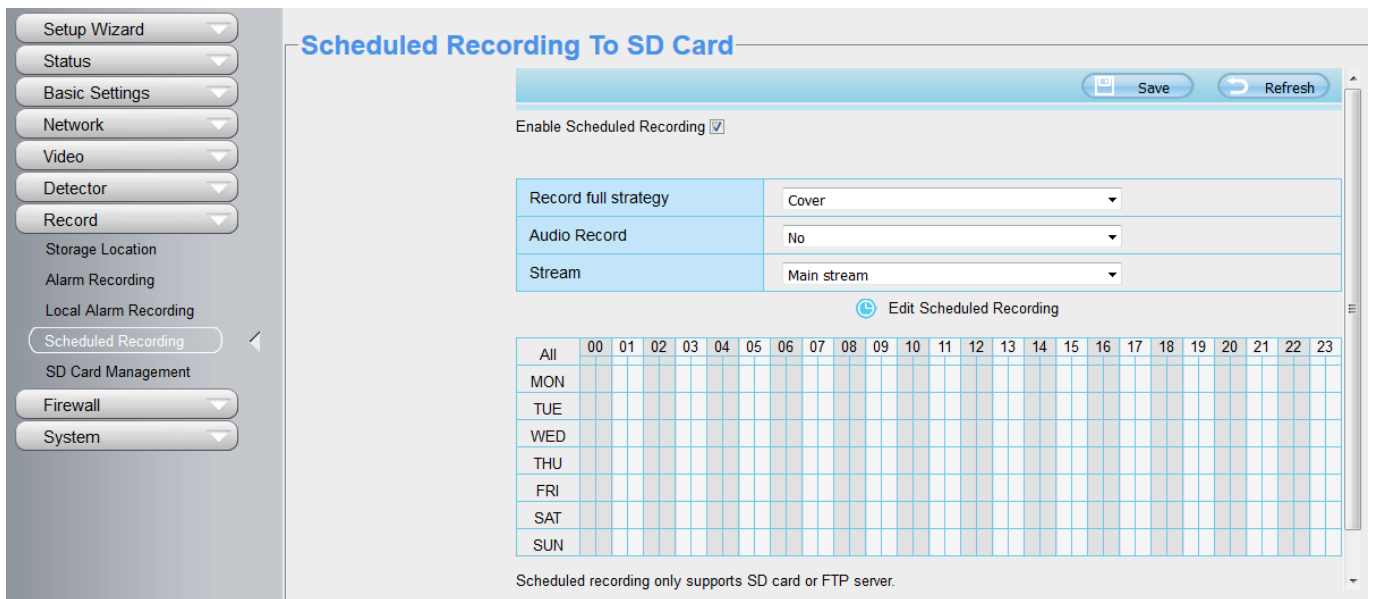 Setup Wizard
Status
Basic Settings
Network
Video
Detector
Record
Storage Location
Alarm Recording
Local Alarm Recording
Scheduled Recording
SD Card Management
Firewall
System
Scheduled Recording To SD Card
Save Refresh
Enable Scheduled Recording
Record full strategy Cover
Audio Record No
Stream Main stream
Edit Scheduled Recording
All 00 01 02 03 04 05 06 07 08 09 10 11 12 13 14 15 16 17 18 19 20 21 22 23
MON
TUE
WED
THU
FRI
SAT
SUN
Scheduled recording only supports SD card or FTP server.